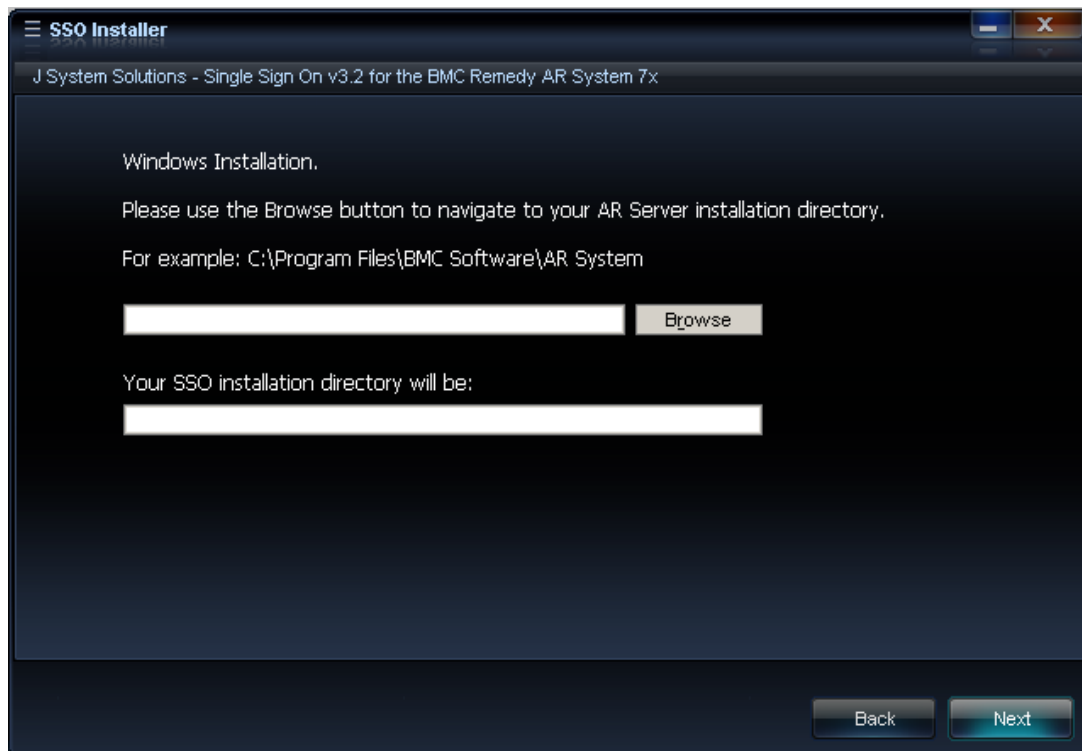 SSO Installer
J System Solutions - Single Sign On v3.2 for the BMC Remedy AR System 7x
Windows Installation.
Please use the Browse button to navigate to your AR Server installation directory.
For example: C:\Program Files\BMC Software\AR System
Browse
Your SSO installation directory will be:
Back
Next